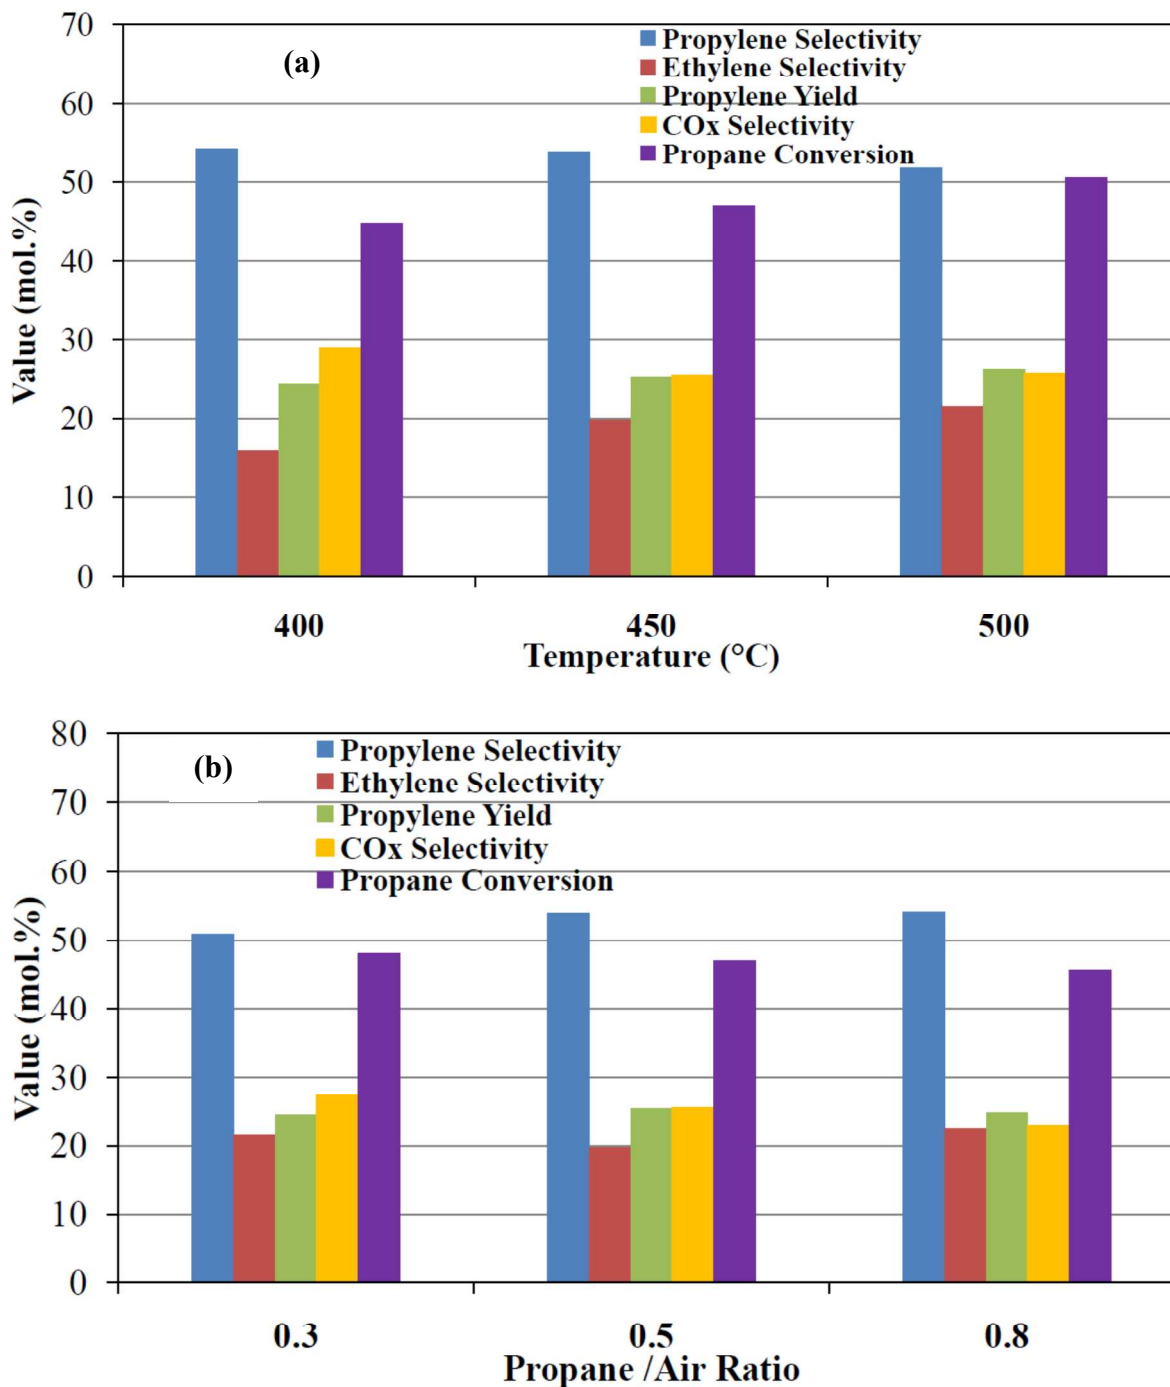 70
(a)
Propylene Selectivity
Ethylene Selectivity
60
Propylene Yield
COx Selectivity
Propane Conversion
50
40
30
20
10
0
Value (mol.%)
400 450 500
Temperature (°C)
80
(b)
Propylene Selectivity
Ethylene Selectivity
70
Propylene Yield
COx Selectivity
60
Propane Conversion
50
40
30
20
10
0
Value (mol.%)
0.3 0.5 0.8
Propane /Air Ratio